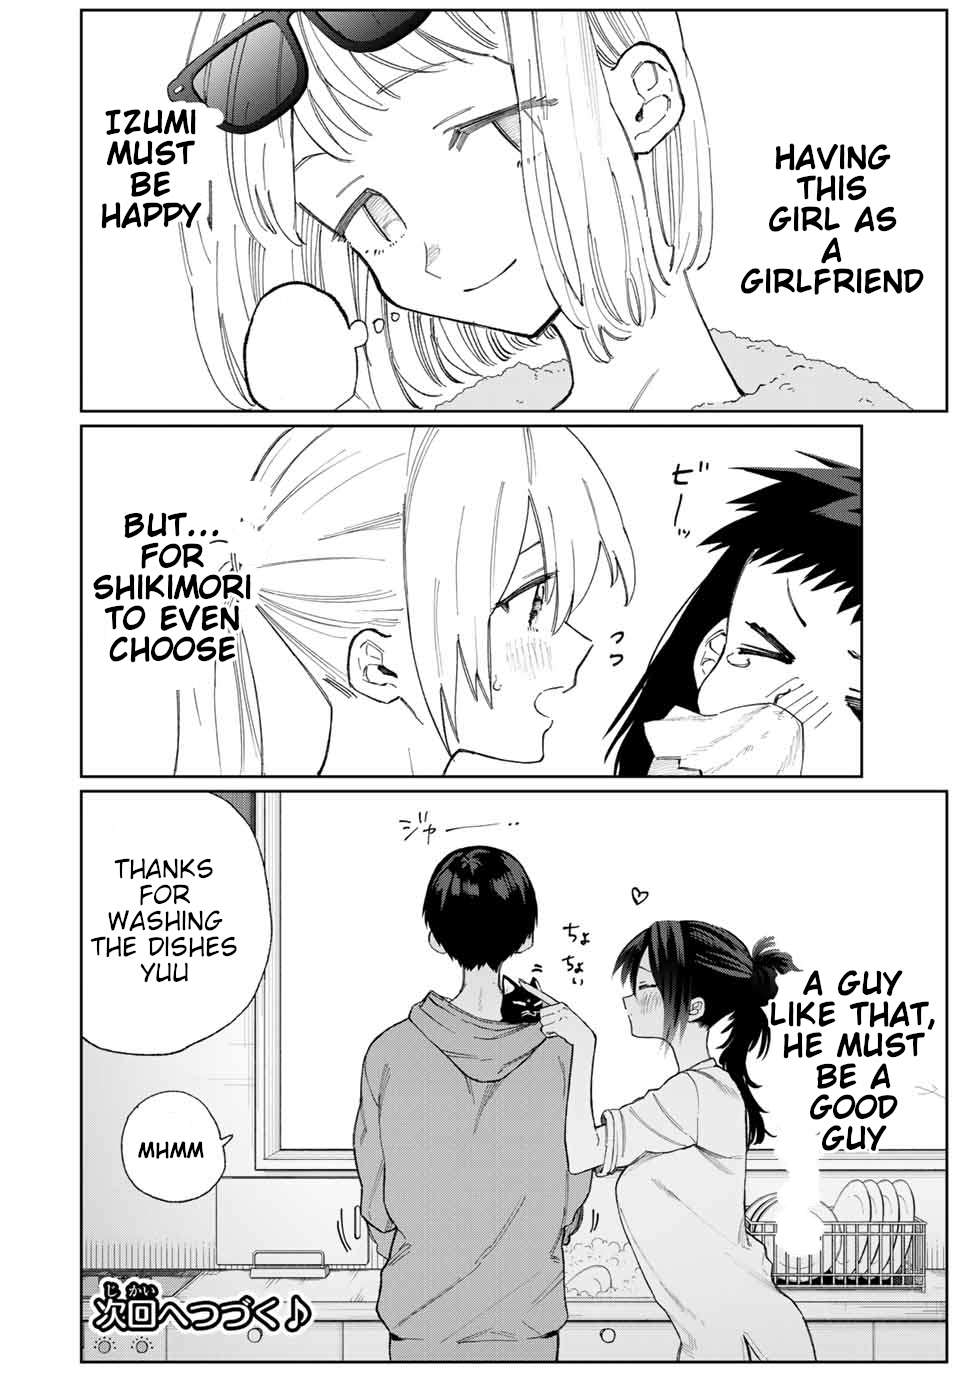 HAVING
THIS
GIRL AS
A
GIRLFRIEND
IZUMI
MUST
BE
HAPPY
ビーッ
BUT...
FOR
SHIKIMORI
TO EVEN
CHOOSE
ジャー
ちょ
ちょい
A GUY
LIKE THAT,
HE MUST
BE A
GOOD
GUY
THANKS
FOR
WASHING
THE DISHES
YUU
MHMM
じかい
次回へつづく♪